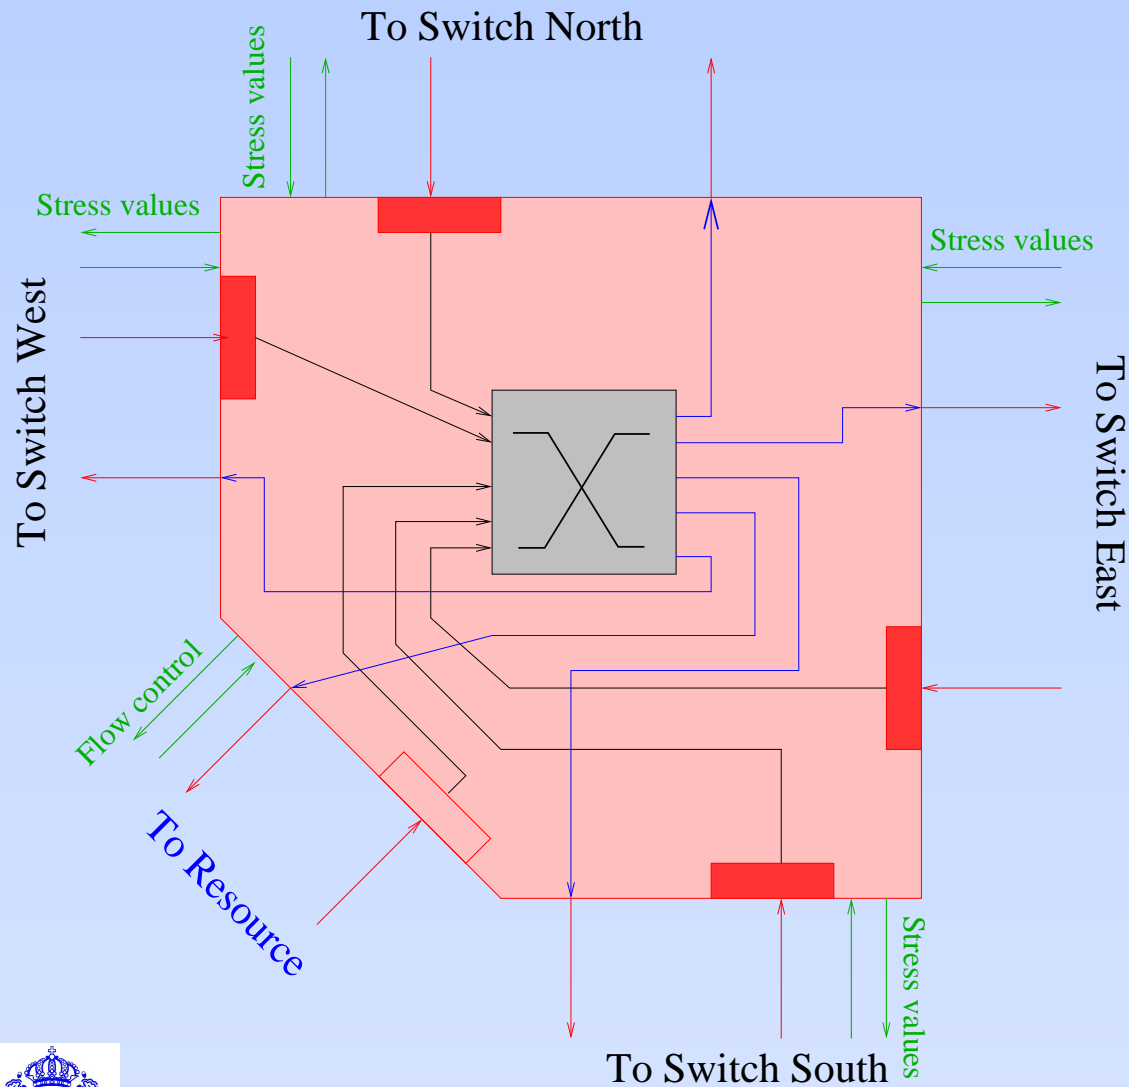 To Switch North
Stress values
Stress values
Stress values
To Switch West
To Switch East
Flow control
To Resource
Stress values
To Switch South